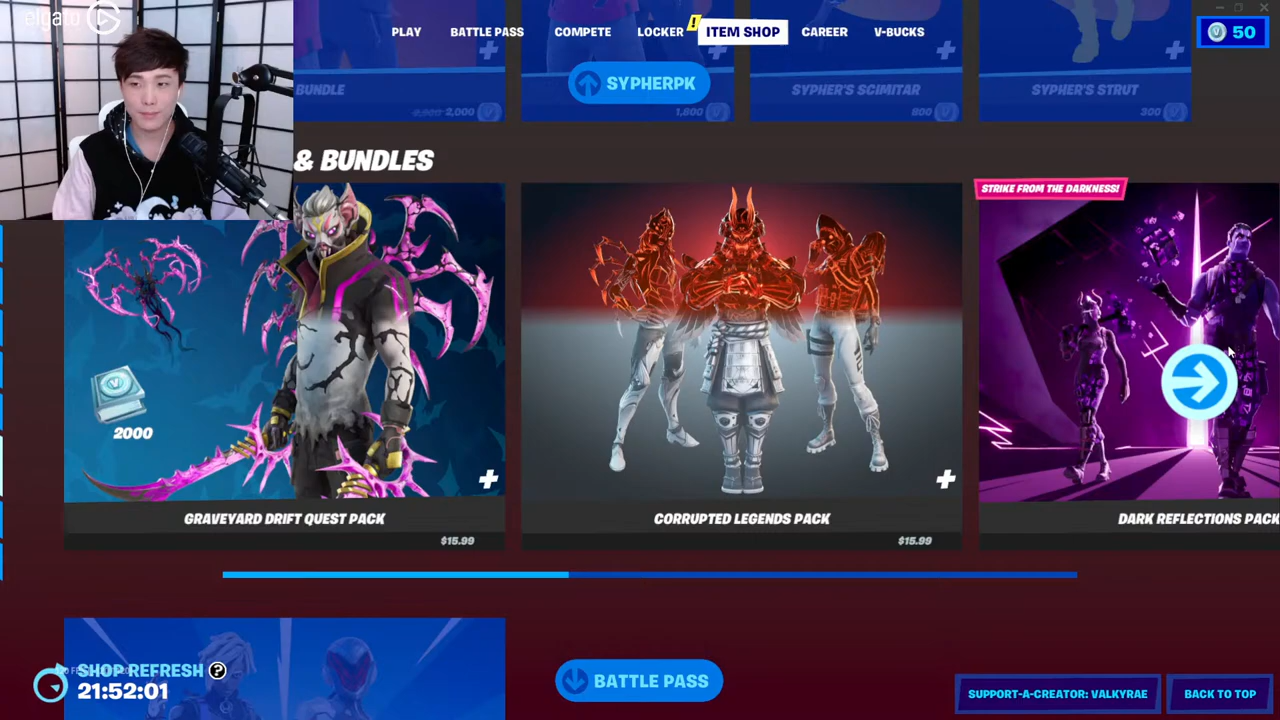 elgato
PLAY
BATTLE PASS
COMPETE
LOCKER
!
ITEM SHOP
CAREER
V-BUCKS
50
BUNDLE
2,000
SYPHERPK
1,800
SYPHER'S SCIMITAR
800
SYPHER'S STRUT
300
& BUNDLES
STRIKE FROM THE DARKNESS!
2000
GRAVEYARD DRIFT QUEST PACK
$15.99
CORRUPTED LEGENDS PACK
$15.99
DARK REFLECTIONS PACK
SHOP REFRESH ?
21:52:01
BATTLE PASS
SUPPORT-A-CREATOR: VALKYRAE
BACK TO TOP